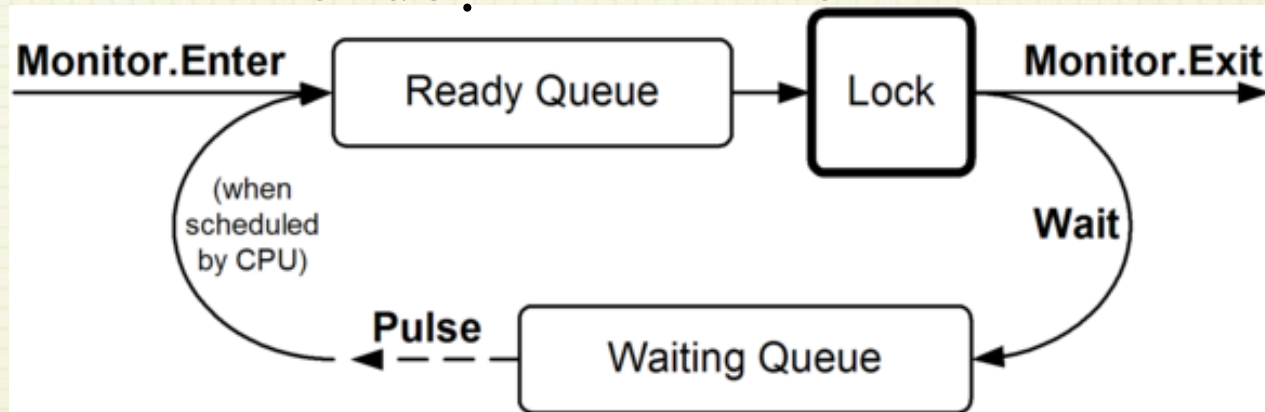 Monitor.Enter
Ready Queue
Lock
Monitor.Exit
(when
scheduled
by CPU)
Wait
Pulse
Waiting Queue